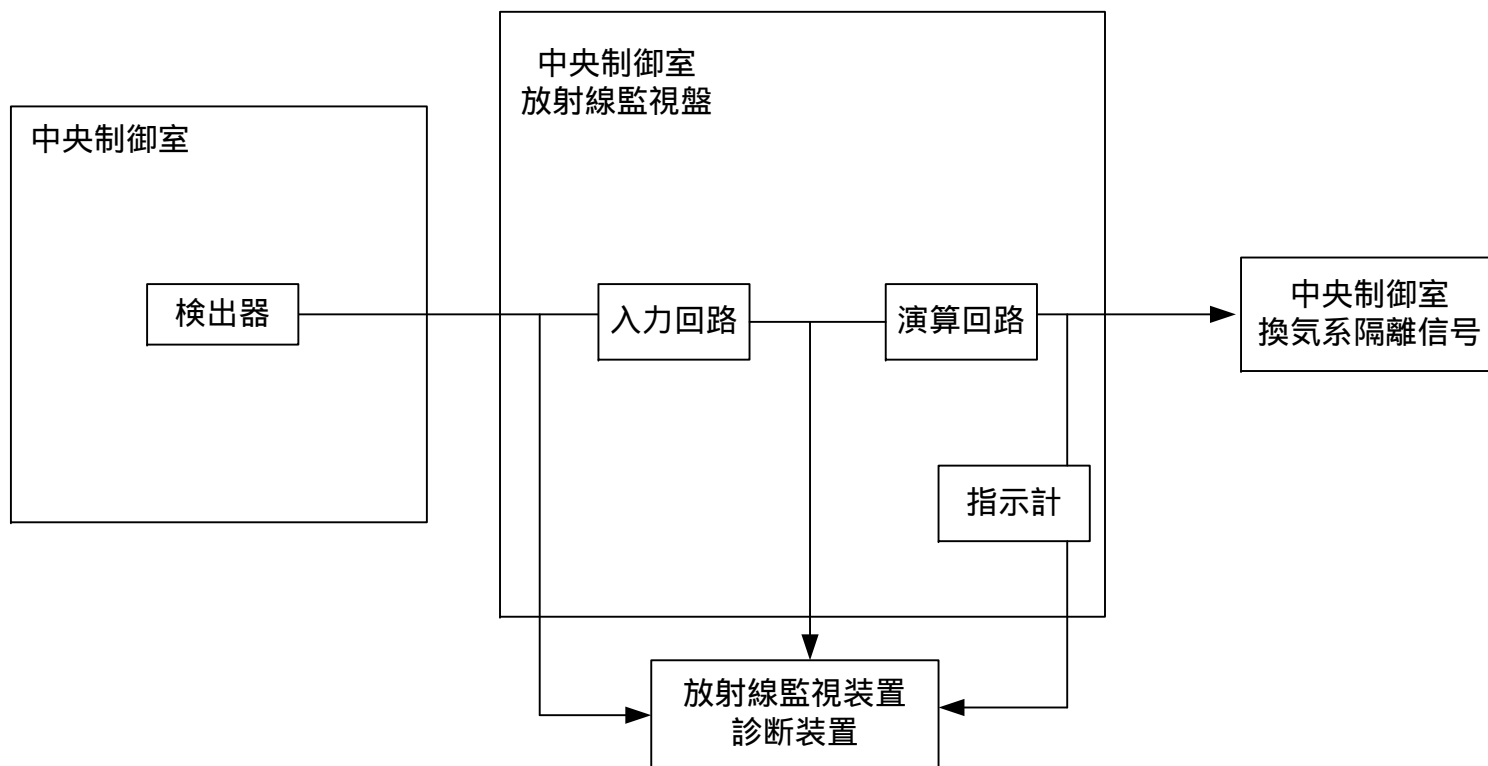 中央制御室
放射線監視盤
中央制御室
検出器
入力回路
演算回路
中央制御室
換気系隔離信号
指示計
放射線監視装置
診断装置